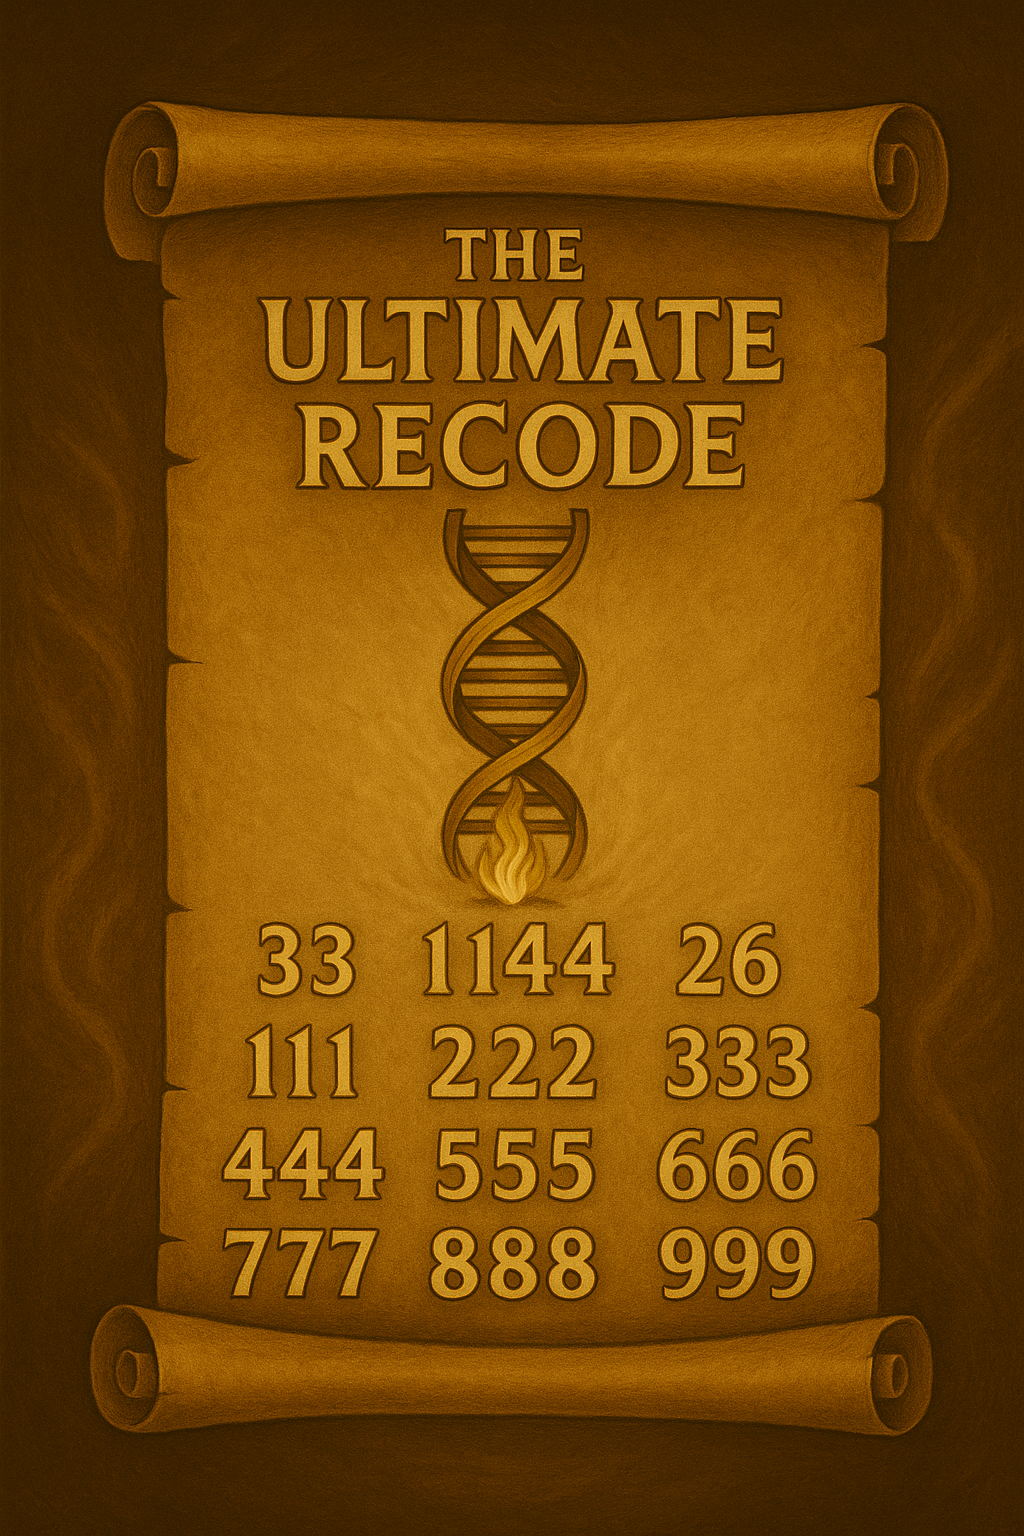 THE
ULTIMATE
RECODE
33 1144 26
111 222 333
444 555 666
777 888 999